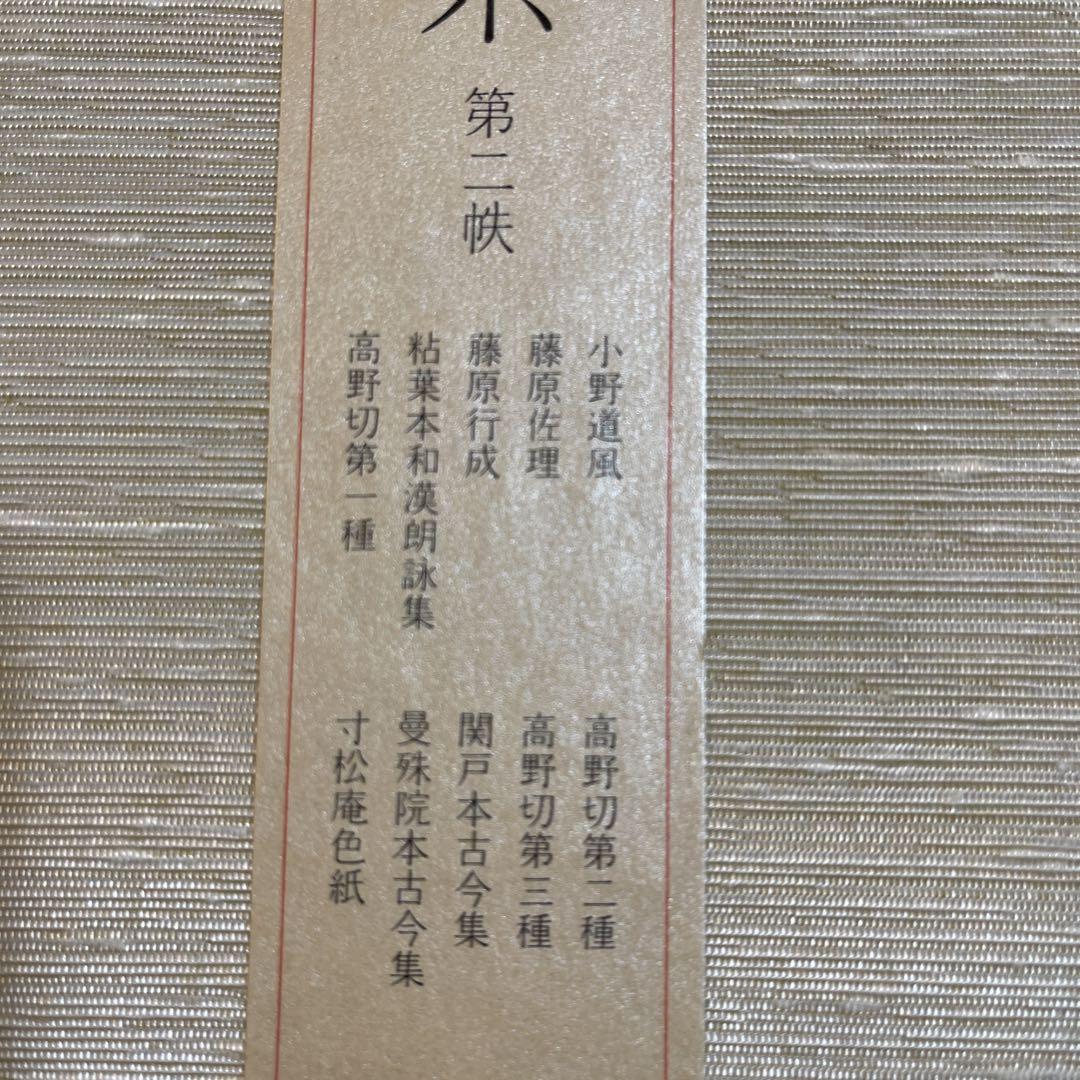 第二帙
小野道風
藤原佐理
藤原行成
粘葉本和漢朗詠集
高野切第一種
高野切第二種
高野切第三種
関戸本古今集
曼殊院本古今集
寸松庵色紙